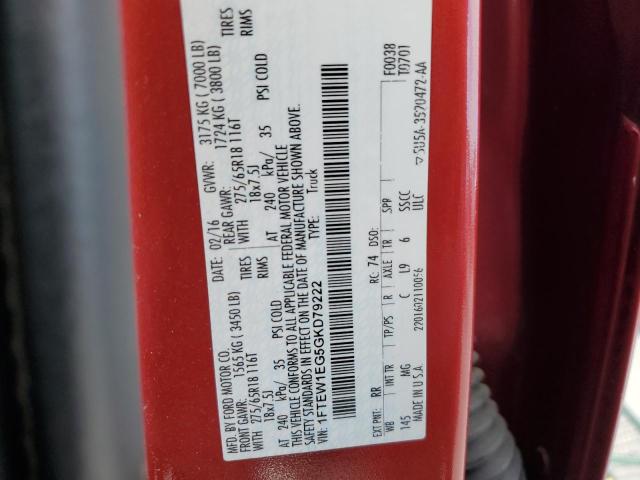 MFD. BY FORD MOTOR CO.
DATE: 02/16 GVWR: 3175 KG ( 7000 LB)
FRONT GAWR: 1565 KG ( 3450 LB) REAR GAWR: 1724 KG ( 3800 LB)
WITH 275/65R18 116T TIRES WITH 275/65R18 116T TIRES
18x7.5J RIMS 18x7.5J RIMS
AT 240 kPa/ 35 PSI COLD AT 240 kPa/ 35 PSI COLD
THIS VEHICLE CONFORMS TO ALL APPLICABLE FEDERAL MOTOR VEHICLE
SAFETY STANDARDS IN EFFECT ON THE DATE OF MANUFACTURE SHOWN ABOVE.
VIN: 1FTEW1EG5GKD79222 Truck
F0038
T0701
EXT PNT: RR RC: 74 DSO:
WB INT TR TP/PS R AXLE TR SPP
145 MG C L9 6 SSCC
MADE IN U.S.A. 2201602110056 ULC
5U5A-3520472-AA